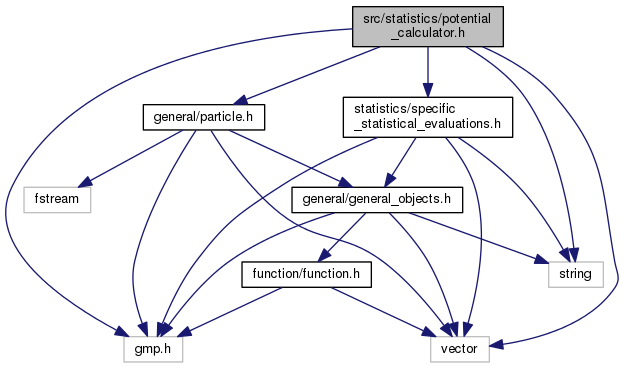 src/statistics/potential
_calculator.h
general/particle.h
statistics/specific
_statistical_evaluations.h
fstream
general/general_objects.h
function/function.h
string
gmp.h
vector